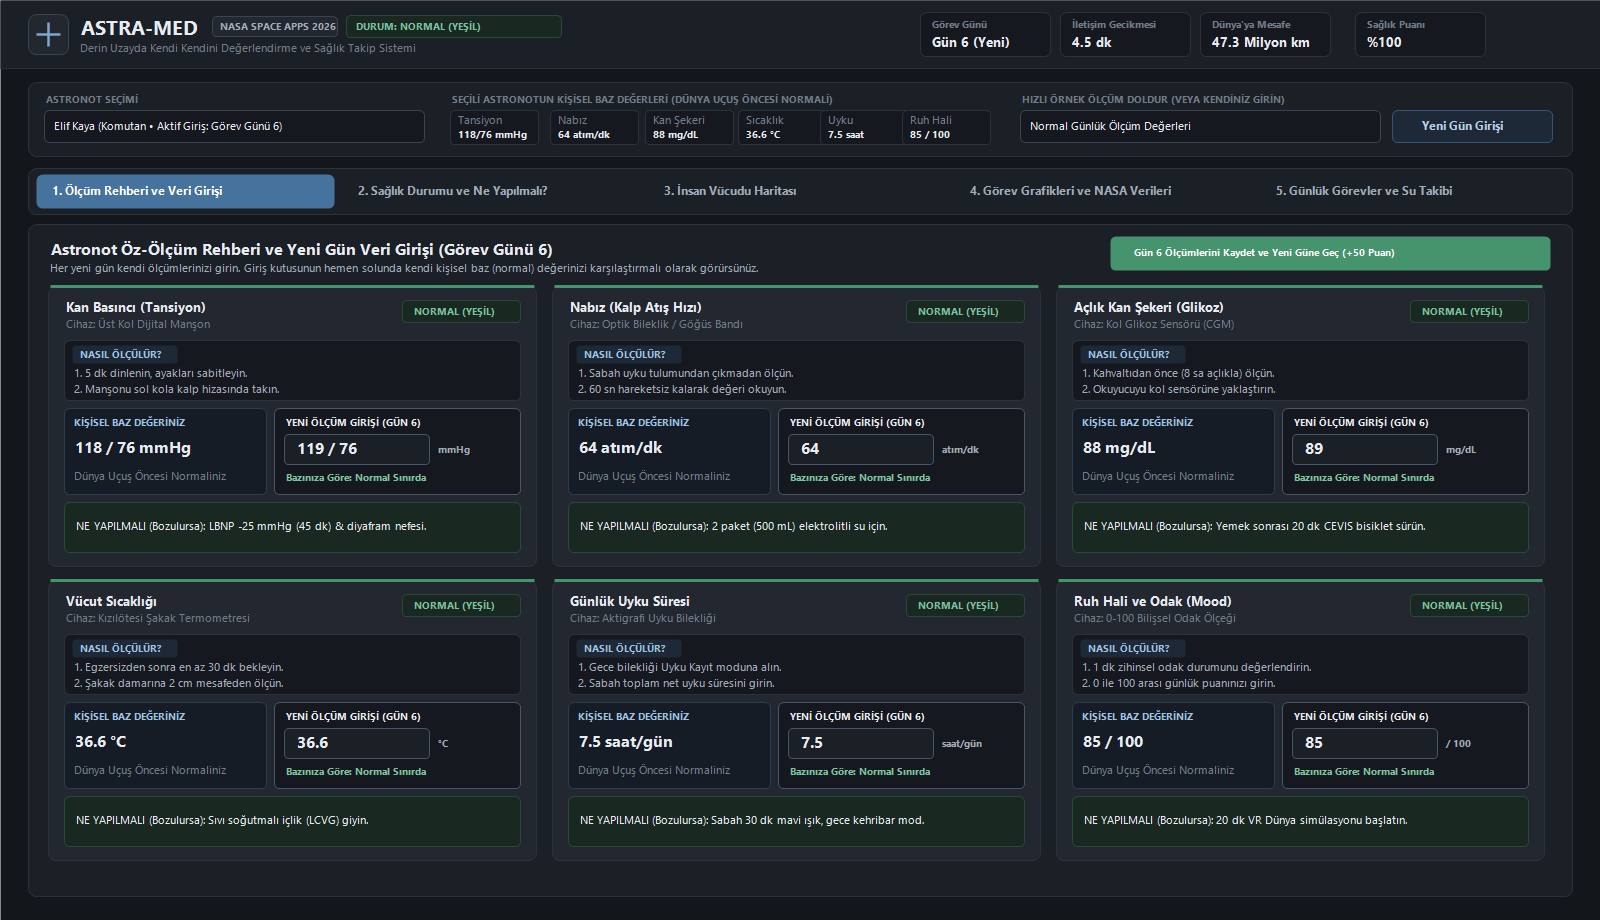 ASTRA-MED
NASA SPACE APPS 2026
DURUM: NORMAL (YEŞİL)
Derin Uzayda Kendi Kendini Değerlendirme ve Sağlık Takip Sistemi
Görev Günü
Gün 6 (Yeni)
İletişim Gecikmesi
4.5 dk
Dünya'ya Mesafe
47.3 Milyon km
Sağlık Puanı
%100
ASTRONOT SEÇİMİ
Elif Kaya (Komutan • Aktif Giriş: Görev Günü 6)
SEÇİLİ ASTRONOTUN KİŞİSEL BAZ DEĞERLERİ (DÜNYA UÇUŞ ÖNCESİ NORMALİ)
Tansiyon
118/76 mmHg
Nabız
64 atım/dk
Kan Şekeri
88 mg/dL
Sıcaklık
36.6 °C
Uyku
7.5 saat
Ruh Hali
85 / 100
HIZLI ÖRNEK ÖLÇÜM DOLDUR (VEYA KENDİNİZ GİRİN)
Normal Günlük Ölçüm Değerleri
Yeni Gün Girişi
1. Ölçüm Rehberi ve Veri Girişi
2. Sağlık Durumu ve Ne Yapılmalı?
3. İnsan Vücudu Haritası
4. Görev Grafikleri ve NASA Verileri
5. Günlük Görevler ve Su Takibi
Astronot Öz-Ölçüm Rehberi ve Yeni Gün Veri Girişi (Görev Günü 6)
Her yeni gün kendi ölçümlerinizi girin. Giriş kutusunun hemen solunda kendi kişisel baz (normal) değerinizi karşılaştırmalı olarak görürsünüz.
Gün 6 Ölçümlerini Kaydet ve Yeni Güne Geç (+50 Puan)
Kan Basıncı (Tansiyon)
Cihaz: Üst Kol Dijital Manşon
NORMAL (YEŞİL)
NASIL ÖLÇÜLÜR?
1. 5 dk dinlenin, ayakları sabitleyin.
2. Manşonu sol kola kalp hizasında takın.
KİŞİSEL BAZ DEĞERİNİZ
118 / 76 mmHg
Dünya Uçuş Öncesi Normaliniz
YENİ ÖLÇÜM GİRİŞİ (GÜN 6)
119 / 76
mmHg
Bazınıza Göre: Normal Sınırda
NE YAPILMALI (Bozulursa): LBNP -25 mmHg (45 dk) & diyafram nefesi.
Nabız (Kalp Atış Hızı)
Cihaz: Optik Bileklik / Göğüs Bandı
NORMAL (YEŞİL)
NASIL ÖLÇÜLÜR?
1. Sabah uyku tulumundan çıkmadan ölçün.
2. 60 sn hareketsiz kalarak değeri okuyun.
KİŞİSEL BAZ DEĞERİNİZ
64 atım/dk
Dünya Uçuş Öncesi Normaliniz
YENİ ÖLÇÜM GİRİŞİ (GÜN 6)
64
atım/dk
Bazınıza Göre: Normal Sınırda
NE YAPILMALI (Bozulursa): 2 paket (500 mL) elektrolitli su için.
Açlık Kan Şekeri (Glikoz)
Cihaz: Kol Glikoz Sensörü (CGM)
NORMAL (YEŞİL)
NASIL ÖLÇÜLÜR?
1. Kahvaltıdan önce (8 sa açlıkla) ölçün.
2. Okuyucuyu kol sensörüne yaklaştırın.
KİŞİSEL BAZ DEĞERİNİZ
88 mg/dL
Dünya Uçuş Öncesi Normaliniz
YENİ ÖLÇÜM GİRİŞİ (GÜN 6)
89
mg/dL
Bazınıza Göre: Normal Sınırda
NE YAPILMALI (Bozulursa): Yemek sonrası 20 dk CEVIS bisiklet sürün.
Vücut Sıcaklığı
Cihaz: Kızılötesi Şakak Termometresi
NORMAL (YEŞİL)
NASIL ÖLÇÜLÜR?
1. Egzersizden sonra en az 30 dk bekleyin.
2. Şakak damarına 2 cm mesafeden ölçün.
KİŞİSEL BAZ DEĞERİNİZ
36.6 °C
Dünya Uçuş Öncesi Normaliniz
YENİ ÖLÇÜM GİRİŞİ (GÜN 6)
36.6
°C
Bazınıza Göre: Normal Sınırda
NE YAPILMALI (Bozulursa): Sıvı soğutmalı içlik (LCVG) giyin.
Günlük Uyku Süresi
Cihaz: Aktigrafi Uyku Bilekliği
NORMAL (YEŞİL)
NASIL ÖLÇÜLÜR?
1. Gece bilekliği Uyku Kayıt moduna alın.
2. Sabah toplam net uyku süresini girin.
KİŞİSEL BAZ DEĞERİNİZ
7.5 saat/gün
Dünya Uçuş Öncesi Normaliniz
YENİ ÖLÇÜM GİRİŞİ (GÜN 6)
7.5
saat/gün
Bazınıza Göre: Normal Sınırda
NE YAPILMALI (Bozulursa): Sabah 30 dk mavi ışık, gece kehribar mod.
Ruh Hali ve Odak (Mood)
Cihaz: 0-100 Bilişsel Odak Ölçeği
NORMAL (YEŞİL)
NASIL ÖLÇÜLÜR?
1. 1 dk zihinsel odak durumunu değerlendirin.
2. 0 ile 100 arası günlük puanınızı girin.
KİŞİSEL BAZ DEĞERİNİZ
85 / 100
Dünya Uçuş Öncesi Normaliniz
YENİ ÖLÇÜM GİRİŞİ (GÜN 6)
85
/ 100
Bazınıza Göre: Normal Sınırda
NE YAPILMALI (Bozulursa): 20 dk VR Dünya simülasyonu başlatın.